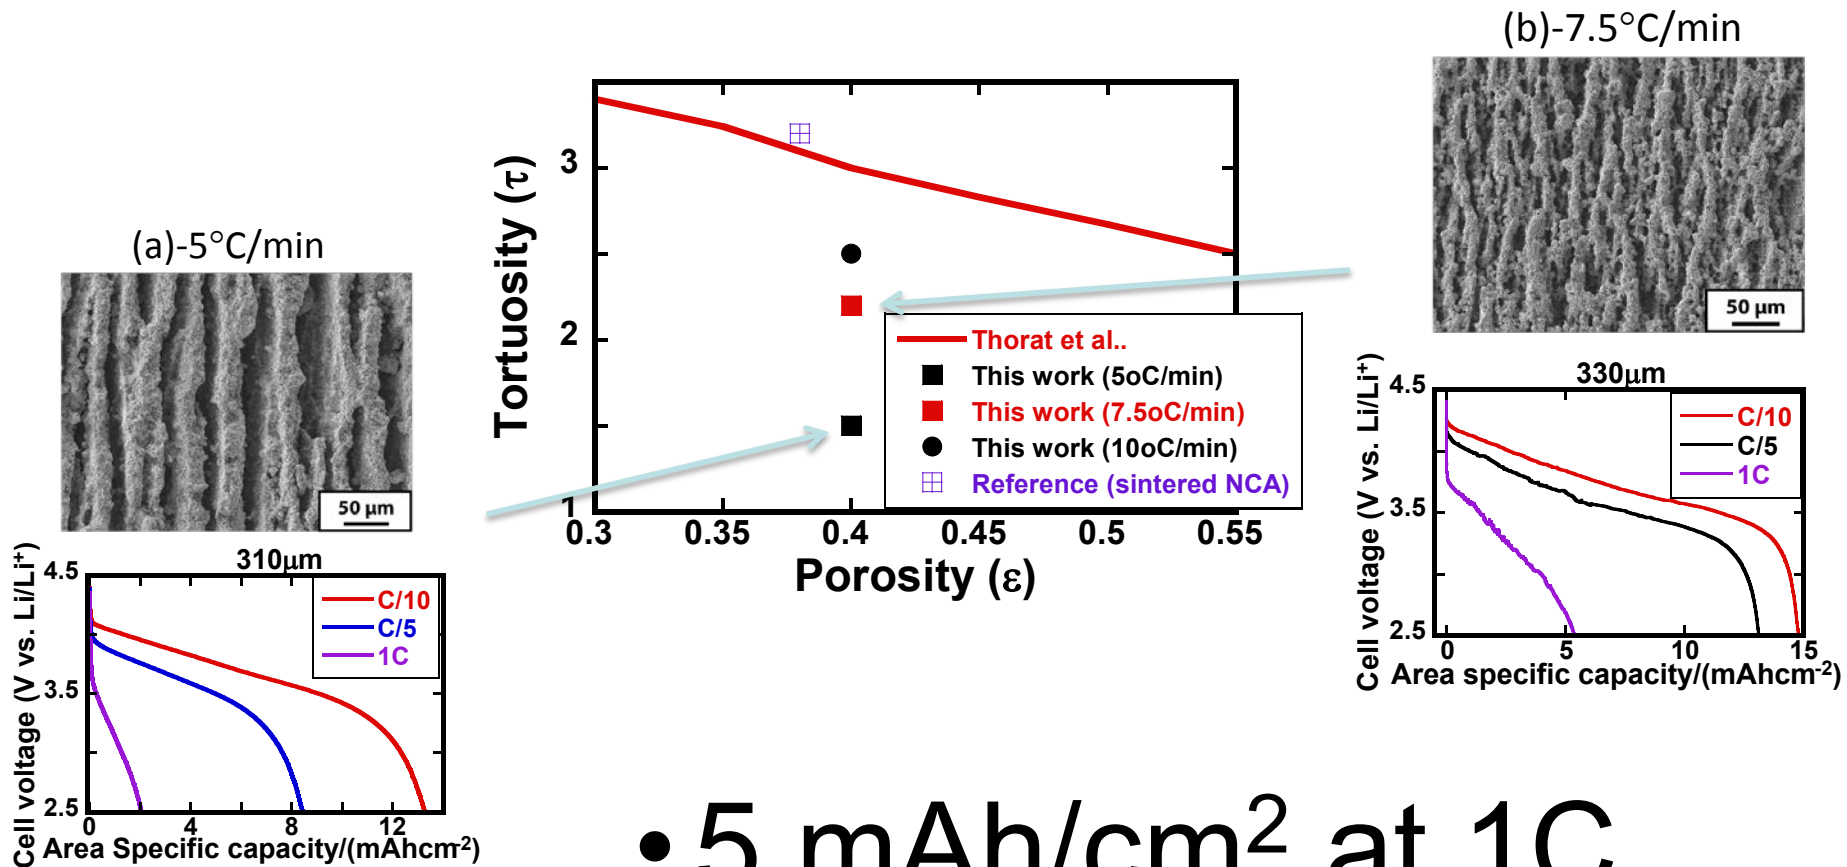 (b)-7.5°C/min
50 µm
(a)-5°C/min
50 µm
Tortuosity (τ)
3
2
1
0.3 0.35 0.4 0.45 0.5 0.55
Porosity (ε)
Thorat et al..
This work (5oC/min)
This work (7.5oC/min)
This work (10oC/min)
Reference (sintered NCA)
330µm
Cell voltage (V vs. Li/Li+)
4.5
3.5
2.5
C/10
C/5
1C
0 5 10 15
Area specific capacity/(mAhcm-2)
310µm
Cell voltage (V vs. Li/Li+)
4.5
3.5
2.5
C/10
C/5
1C
0 4 8 12
Area Specific capacity/(mAhcm-2)
•5 mAh/cm2 at 1C